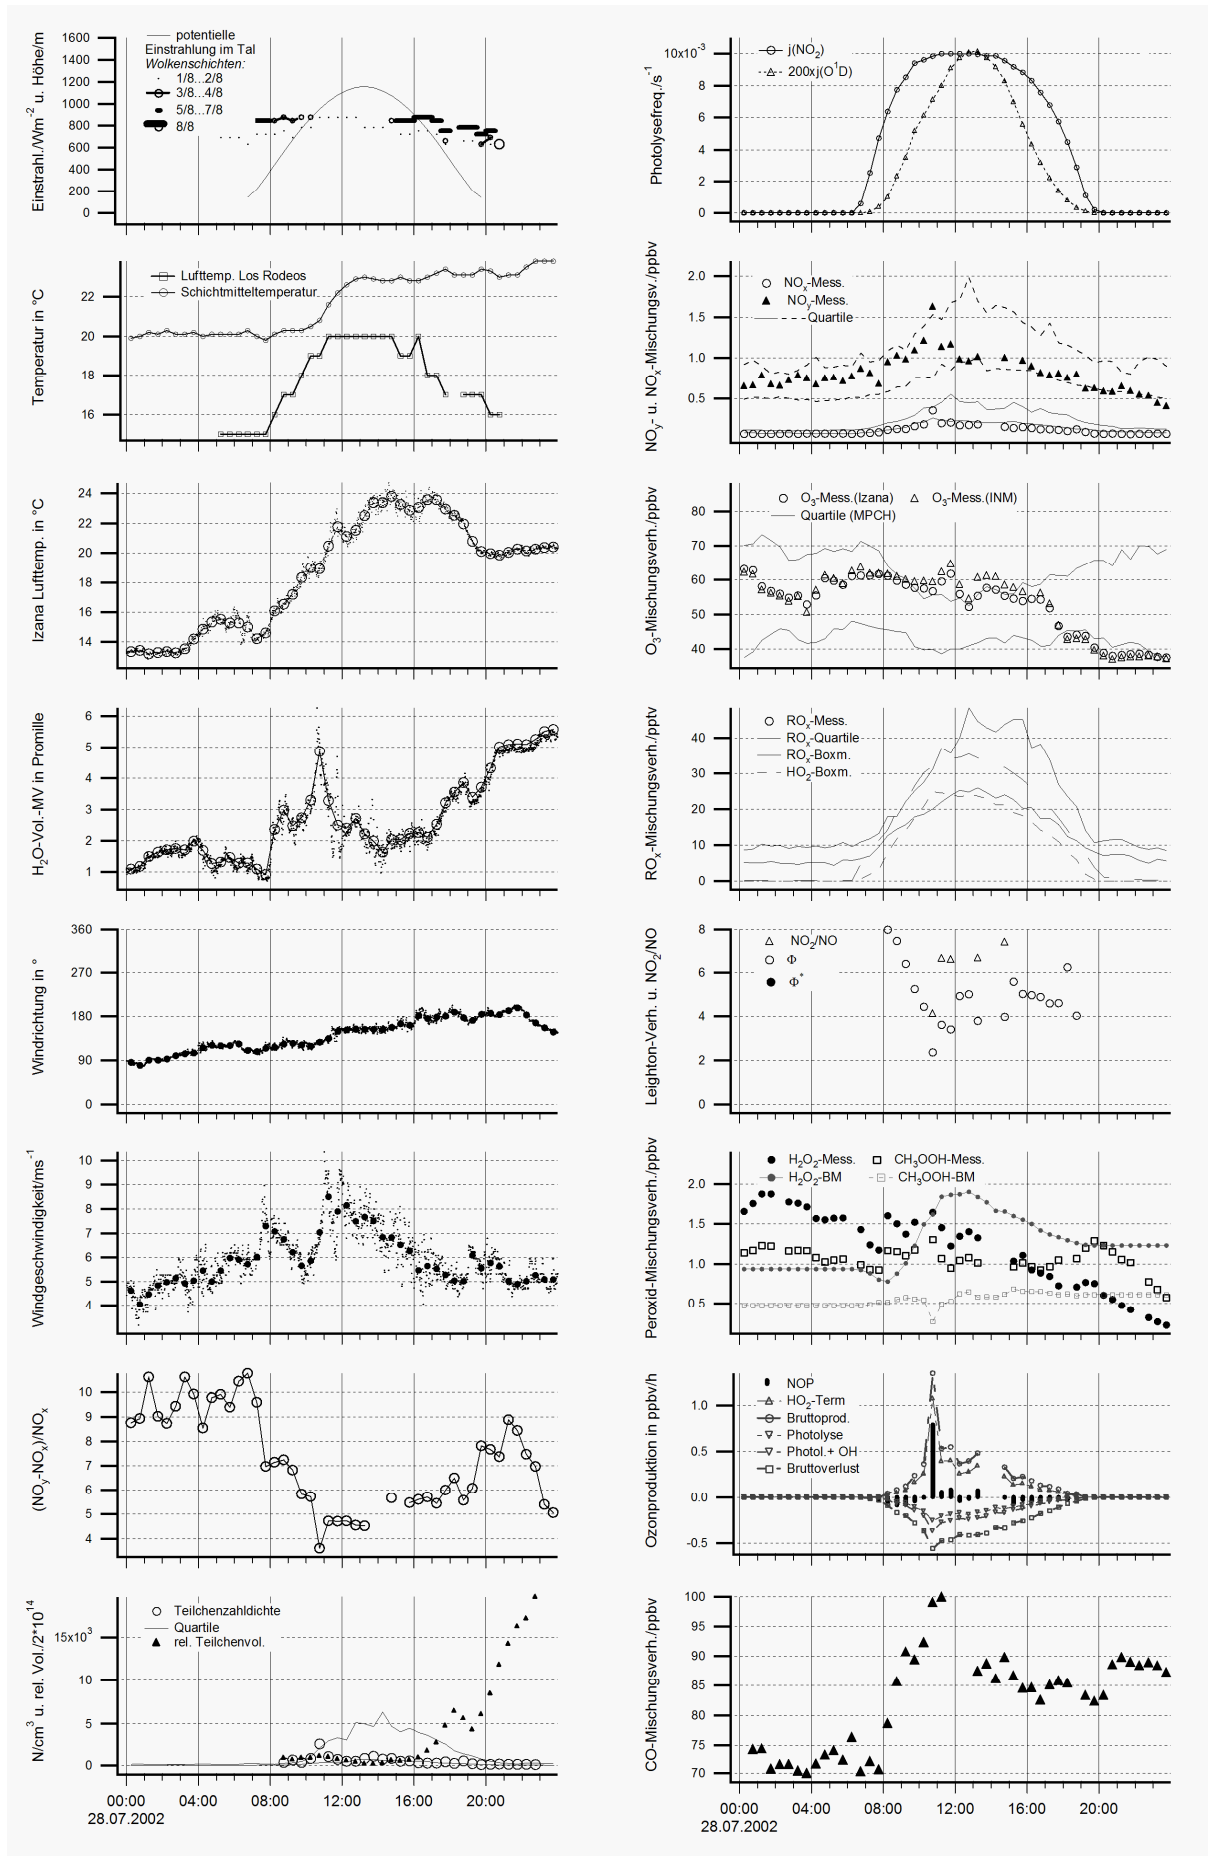 Einstrahl./Wm⁻² u. Höhe/m
1600
1400
1200
1000
800
600
400
200
0
potentielle
Einstrahlung im Tal
Wolkenschichten:
1/8...2/8
3/8...4/8
5/8...7/8
8/8
Photolysefreq./s⁻¹
10x10⁻³
8
6
4
2
0
j(NO₂)
200xj(O¹D)
Temperatur in °C
22
20
18
16
Lufttemp. Los Rodeos
Schichtmitteltemperatur
NOy- u. NOₓ-Mischungsv./ppbv
2.0
1.5
1.0
0.5
NOₓ-Mess.
NOy-Mess.
Quartile
Izana Lufttemp. in °C
24
22
20
18
16
14
O₃-Mischungsverh./ppbv
80
70
60
50
40
O₃-Mess.(Izana)
O₃-Mess.(INM)
Quartile (MPCH)
H₂O-Vol.-MV in Promille
6
5
4
3
2
1
ROₓ-Mischungsverh./pptv
40
30
20
10
0
ROₓ-Mess.
ROₓ-Quartile
ROₓ-Boxm.
HO₂-Boxm.
Windrichtung in °
360
270
180
90
0
Leighton-Verh. u. NO₂/NO
8
6
4
2
0
NO₂/NO
Φ
Φ*
Windgeschwindigkeit/ms⁻¹
10
9
8
7
6
5
4
Peroxid-Mischungsverh./ppbv
2.0
1.5
1.0
0.5
H₂O₂-Mess.
CH₃OOH-Mess.
H₂O₂-BM
CH₃OOH-BM
(NOy-NOₓ)/NOₓ
10
9
8
7
6
5
4
Ozonproduktion in ppbv/h
1.0
0.5
0.0
-0.5
NOP
HO₂-Term
Bruttoprod.
Photolyse
Photol.+ OH
Bruttoverlust
N/cm³ u. rel. Vol./2*10¹⁴
15x10³
10
5
0
Teilchenzahldichte
Quartile
rel. Teilchenvol.
00:00
04:00
08:00
12:00
16:00
20:00
28.07.2002
CO-Mischungsverh./ppbv
100
95
90
85
80
75
70
00:00
04:00
08:00
12:00
16:00
20:00
28.07.2002